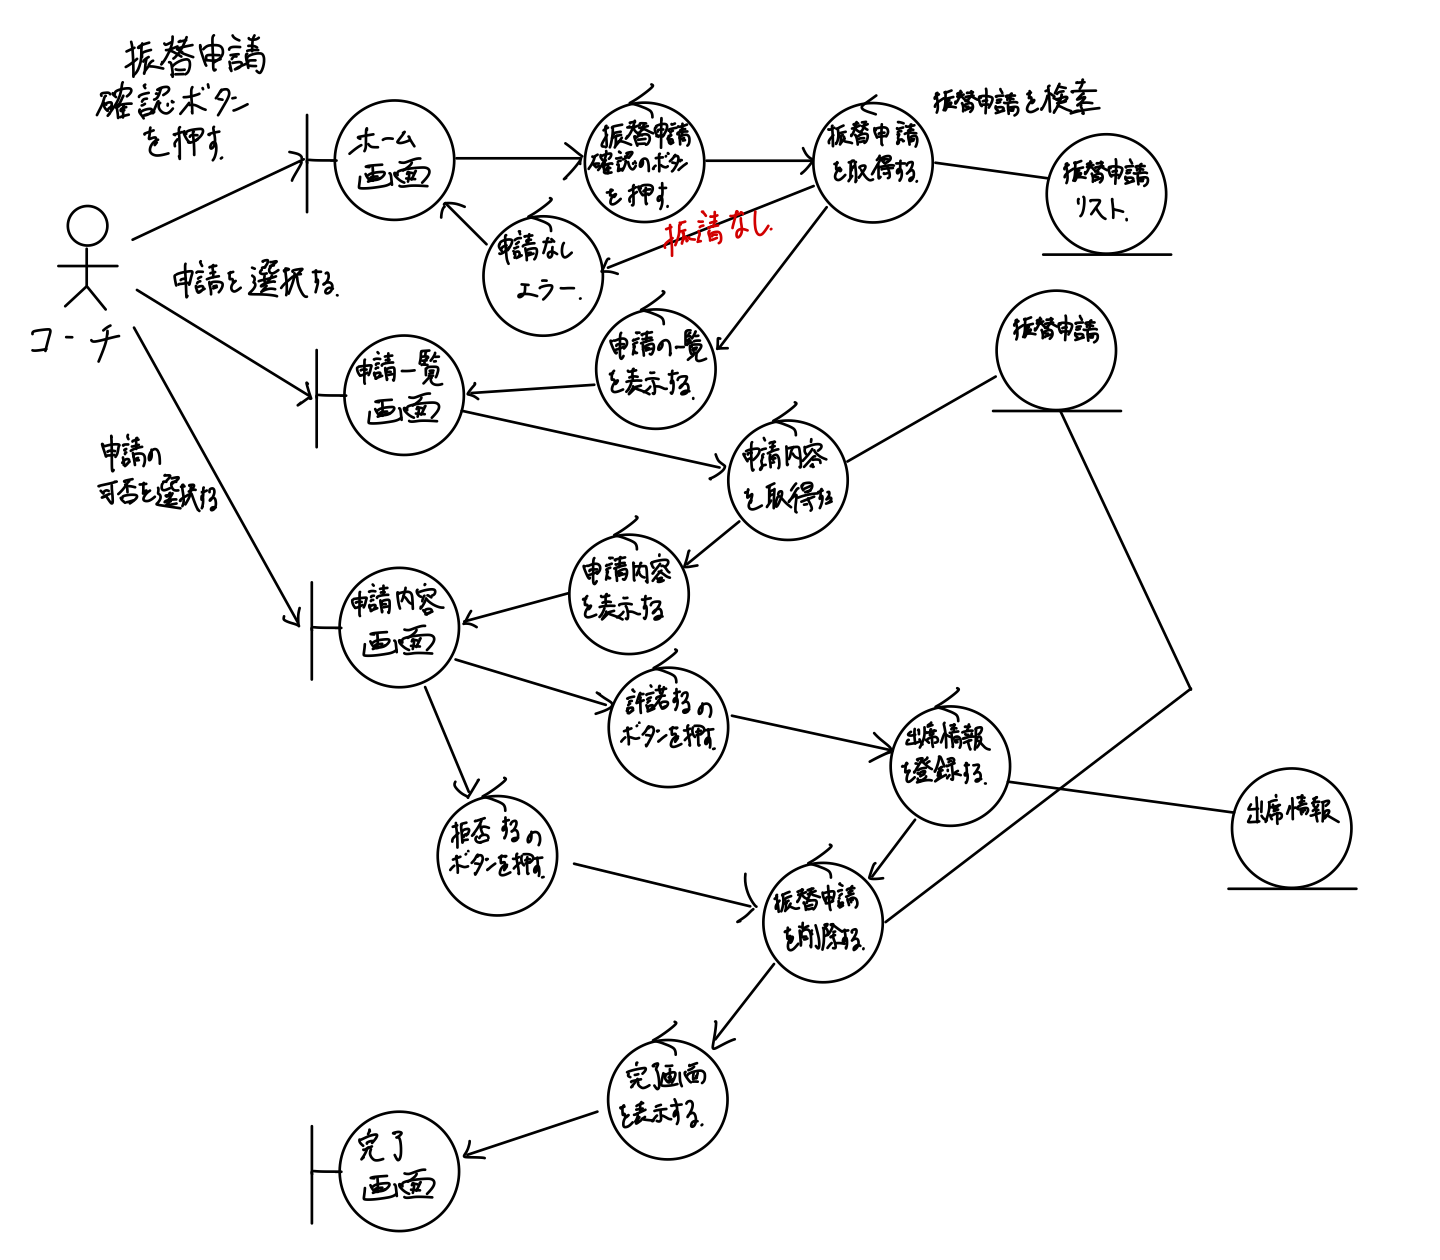 振替申請
確認ボタン
を押す.
ホーム
画面
振替申請
確認のボタン
を押す.
振替申請
を取得する.
振替申請を検索
振替申請
リスト.
申請なし
エラー.
振請なし.
コーチ
申請を選択する.
申請一覧
画面
申請の一覧
を表示する.
振替申請
申請内容
を取得する
申請の
可否を選択する
申請内容
画面
申請内容
を表示する
許諾するの
ボタンを押す.
出席情報
を登録する.
出席情報
拒否するの
ボタンを押す.
振替申請
を削除する.
完了画面
を表示する.
完了
画面